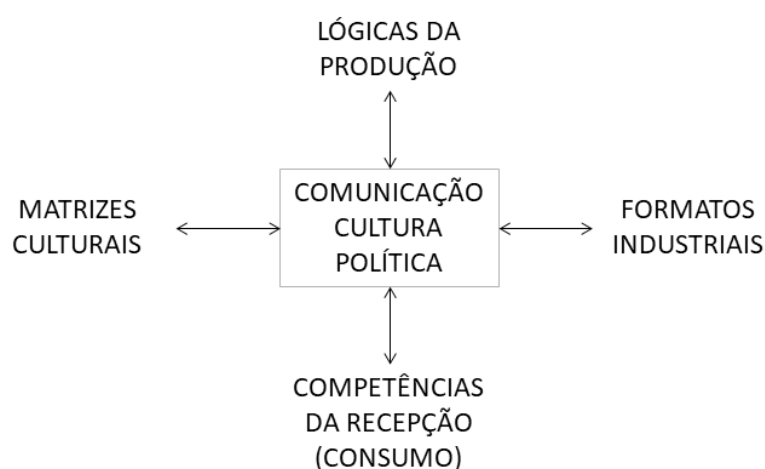 LÓGICAS DA
PRODUÇÃO
MATRIZES
CULTURAIS
COMUNICAÇÃO
CULTURA
POLÍTICA
FORMATOS
INDUSTRIAIS
COMPETÊNCIAS
DA RECEPÇÃO
(CONSUMO)